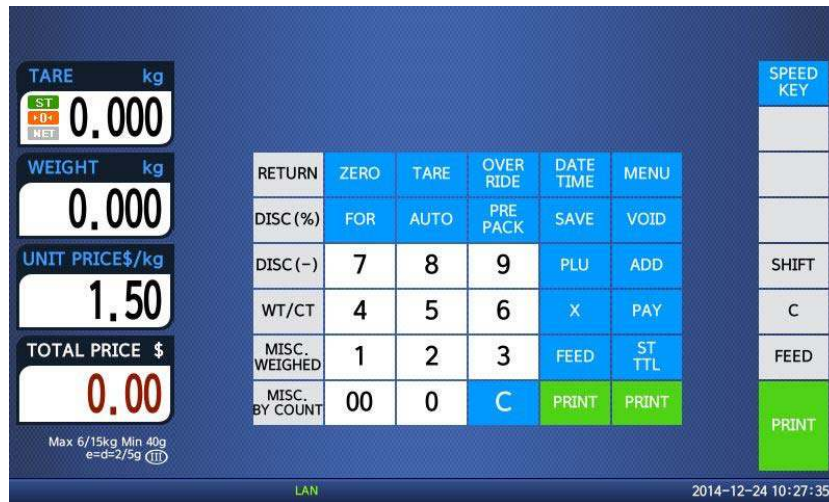 TARE kg
ST
→0←
NET
0.000
WEIGHT kg
0.000
UNIT PRICE$/kg
1.50
TOTAL PRICE $
0.00
Max 6/15kg Min 40g
e=d=2/5g III
RETURN ZERO TARE OVER RIDE DATE TIME MENU
DISC(%) FOR AUTO PRE PACK SAVE VOID
DISC(-) 7 8 9 PLU ADD
WT/CT 4 5 6 X PAY
MISC. WEIGHED 1 2 3 FEED ST TTL
MISC. BY COUNT 00 0 C PRINT PRINT
SPEED
KEY
SHIFT
C
FEED
PRINT
LAN
2014-12-24 10:27:35